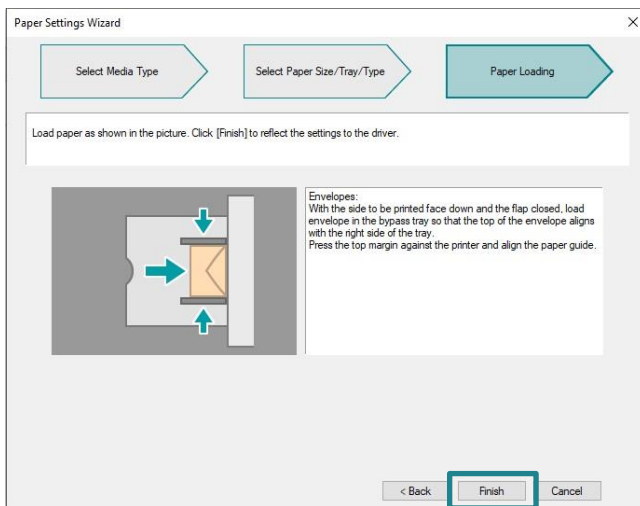 Paper Settings Wizard
Select Media Type
Select Paper Size/Tray/Type
Paper Loading
Load paper as shown in the picture. Click [Finish] to reflect the settings to the driver.
Envelopes:
With the side to be printed face down and the flap closed, load
envelope in the bypass tray so that the top of the envelope aligns
with the right side of the tray.
Press the top margin against the printer and align the paper guide.
< Back
Finish
Cancel